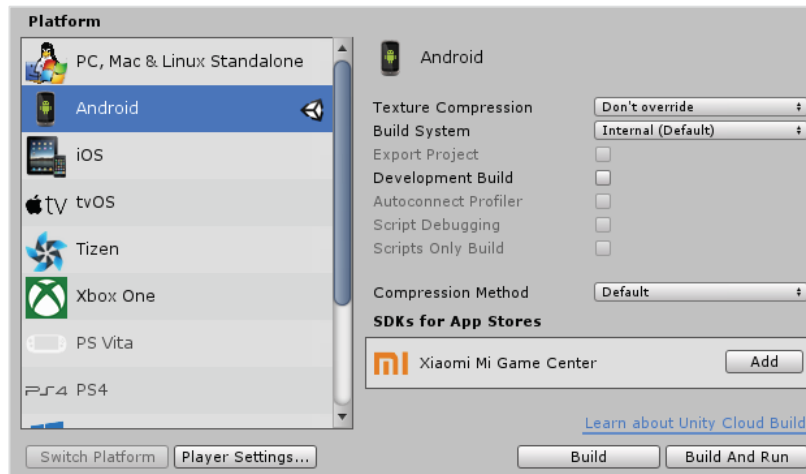 Platform
PC, Mac & Linux Standalone
Android
iOS
tv tvOS
Tizen
Xbox One
PS Vita
PS4 PS4
Switch Platform
Player Settings...
Android
Texture Compression Don't override
Build System Internal (Default)
Export Project
Development Build
Autoconnect Profiler
Script Debugging
Scripts Only Build
Compression Method Default
SDKs for App Stores
mi Xiaomi Mi Game Center Add
Learn about Unity Cloud Build
Build Build And Run